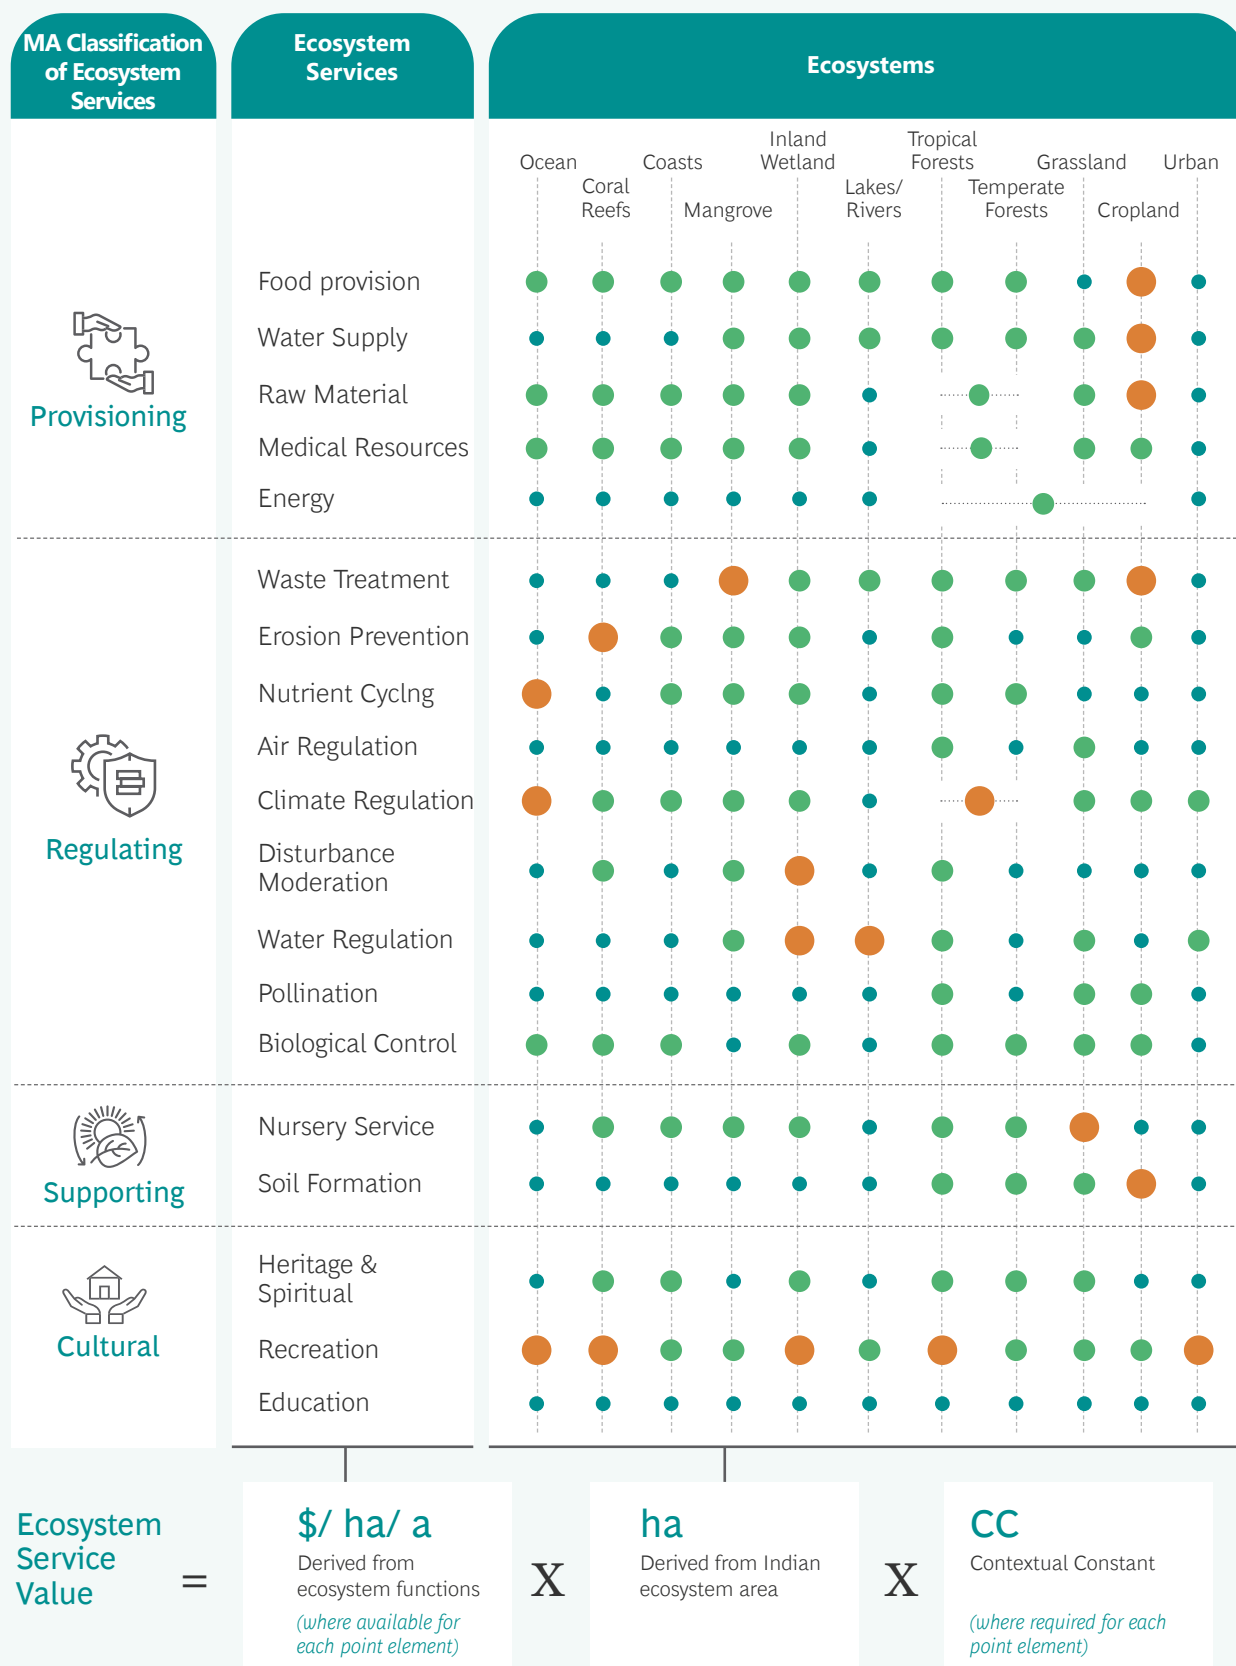 MA Classification
of Ecosystem
Services
Ecosystem
Services
Ecosystems
Ocean
Coral
Reefs
Coasts
Mangrove
Inland
Wetland
Lakes/
Rivers
Tropical
Forests
Temperate
Forests
Grassland
Cropland
Urban
Provisioning
Food provision
Water Supply
Raw Material
Medical Resources
Energy
Regulating
Waste Treatment
Erosion Prevention
Nutrient Cyclng
Air Regulation
Climate Regulation
Disturbance
Moderation
Water Regulation
Pollination
Biological Control
Supporting
Nursery Service
Soil Formation
Cultural
Heritage &
Spiritual
Recreation
Education
Ecosystem
Service
Value
=
$/ ha/ a
Derived from
ecosystem functions
(where available for
each point element)
X
ha
Derived from Indian
ecosystem area
X
CC
Contextual Constant
(where required for each
point element)